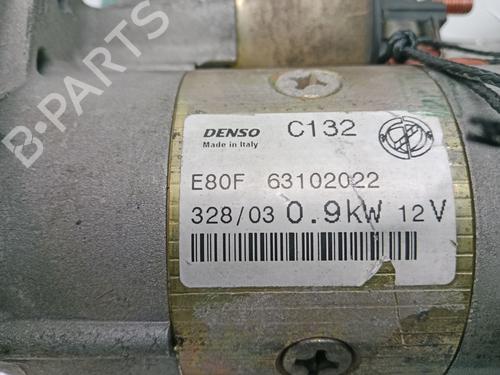 B-PARTS
DENSO C132
Made in Italy
E80F 63102022
328/03 0.9kW 12V